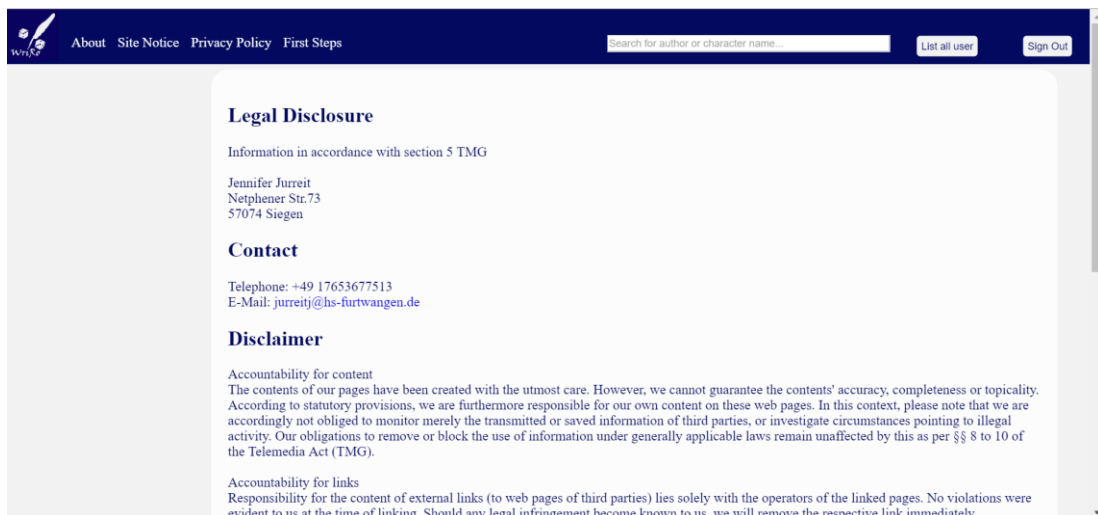 WriRo
About Site Notice Privacy Policy First Steps
Search for author or character name...
List all user
Sign Out
Legal Disclosure
Information in accordance with section 5 TMG
Jennifer Jurreit
Netphener Str.73
57074 Siegen
Contact
Telephone: +49 17653677513
E-Mail: jurreitj@hs-furtwangen.de
Disclaimer
Accountability for content
The contents of our pages have been created with the utmost care. However, we cannot guarantee the contents' accuracy, completeness or topicality.
According to statutory provisions, we are furthermore responsible for our own content on these web pages. In this context, please note that we are
accordingly not obliged to monitor merely the transmitted or saved information of third parties, or investigate circumstances pointing to illegal
activity. Our obligations to remove or block the use of information under generally applicable laws remain unaffected by this as per §§ 8 to 10 of
the Telemedia Act (TMG).
Accountability for links
Responsibility for the content of external links (to web pages of third parties) lies solely with the operators of the linked pages. No violations were
evident to us at the time of linking. Should any legal infringement become known to us, we will remove the respective link immediately.